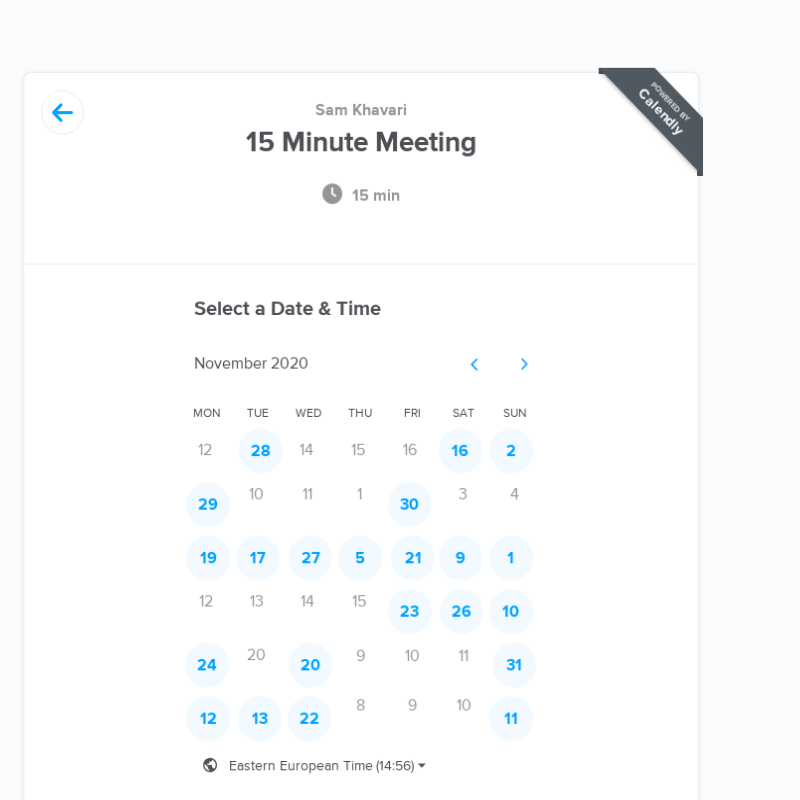 POWERED BY
Calendly
Sam Khavari
15 Minute Meeting
15 min
Select a Date & Time
November 2020
MON TUE WED THU FRI SAT SUN
12 28 14 15 16 16 2
29 10 11 1 30 3 4
19 17 27 5 21 9 1
12 13 14 15 23 26 10
24 20 20 9 10 11 31
12 13 22 8 9 10 11
Eastern European Time (14:56)